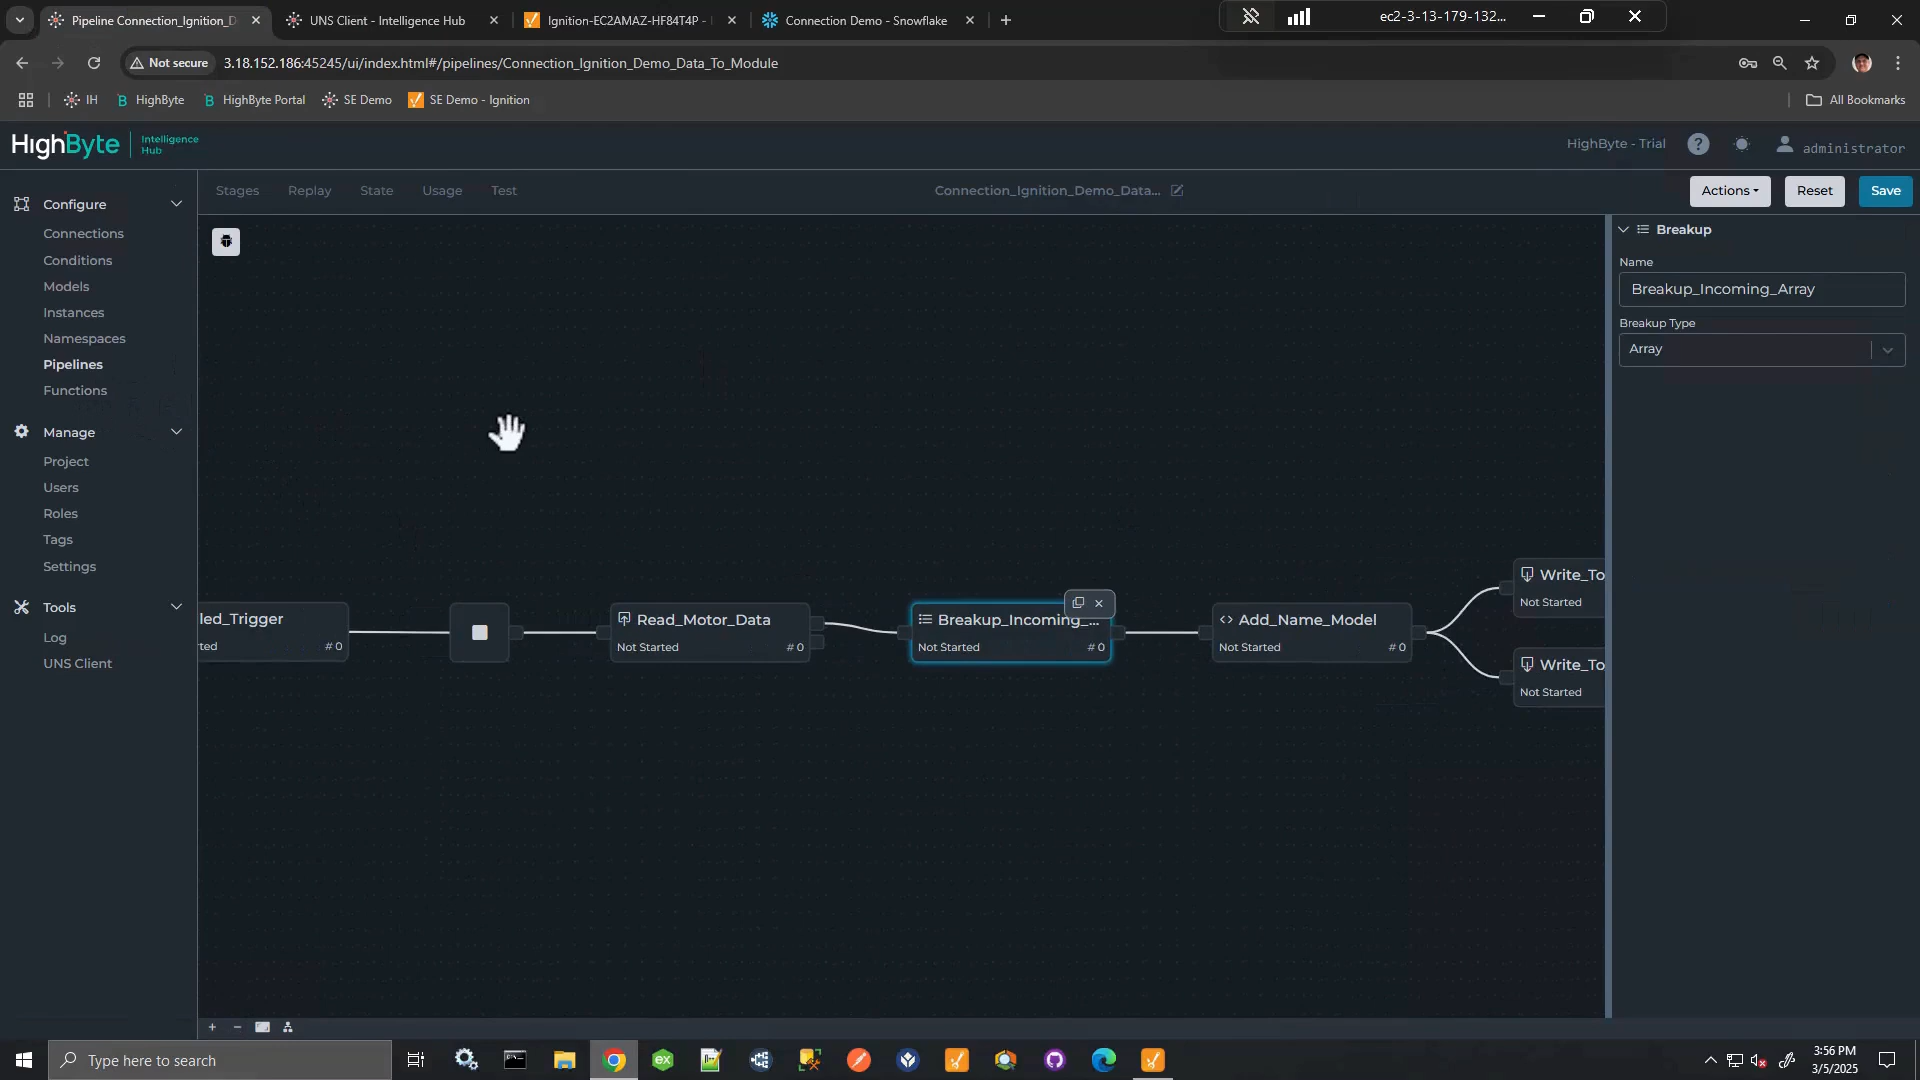 Pipeline Connection_Ignition_D
UNS Client - Intelligence Hub
Ignition-EC2AMAZ-HF84T4P -
Connection Demo - Snowflake
ec2-3-13-179-132...
Not secure
3.18.152.186:45245/ui/index.html#/pipelines/Connection_Ignition_Demo_Data_To_Module
IH
HighByte
HighByte Portal
SE Demo
SE Demo - Ignition
All Bookmarks
HighByte
Intelligence
Hub
HighByte - Trial
administrator
Stages
Replay
State
Usage
Test
Connection_Ignition_Demo_Data...
Actions
Reset
Save
Configure
Connections
Conditions
Models
Instances
Namespaces
Pipelines
Functions
Manage
Project
Users
Roles
Tags
Settings
Tools
Log
UNS Client
led_Trigger
rted
# 0
Read_Motor_Data
Not Started
# 0
Breakup_Incoming_...
Not Started
# 0
Add_Name_Model
Not Started
# 0
Write_To
Not Started
Write_To
Not Started
Breakup
Name
Breakup_Incoming_Array
Breakup Type
Array
Type here to search
3:56 PM
3/5/2025